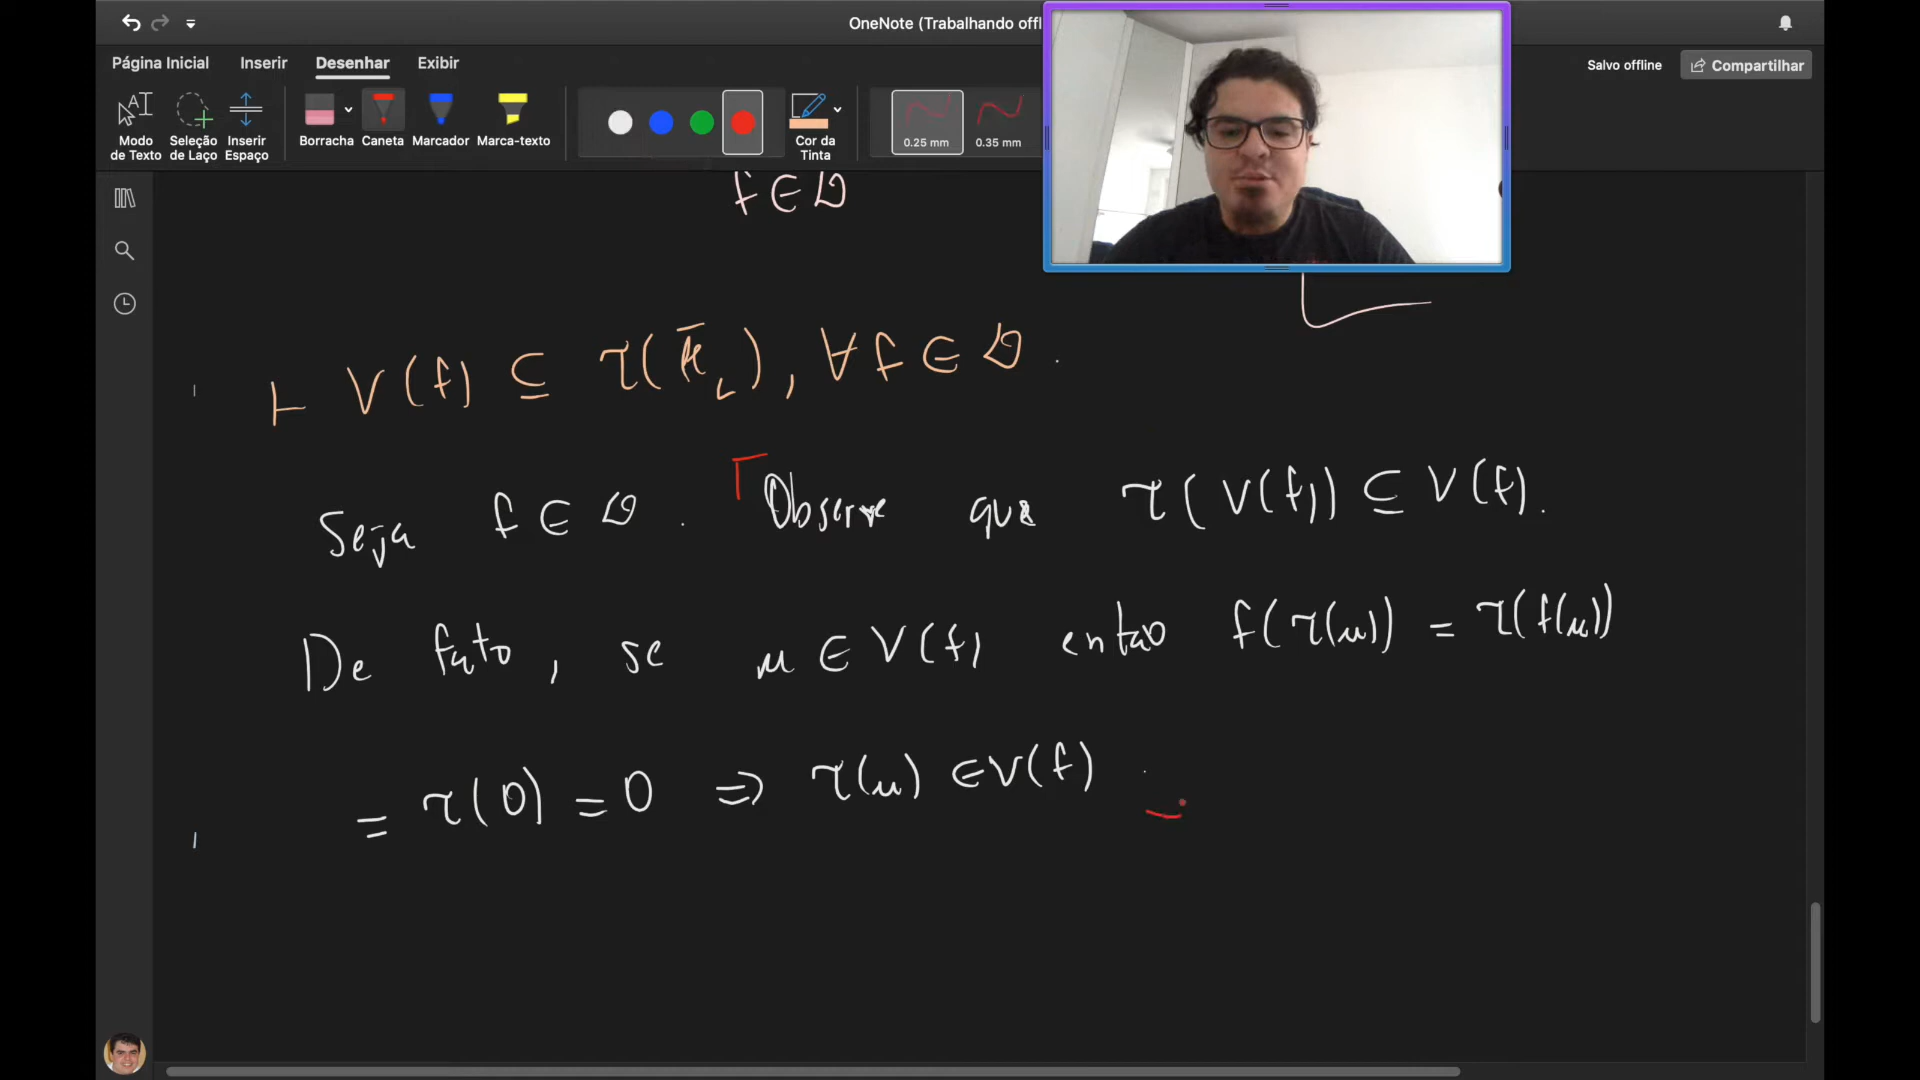 OneNote (Trabalhando offl
Página Inicial Inserir Desenhar Exibir
Salvo offline Compartilhar
Modo de Texto
Seleção de Laço
Inserir Espaço
Borracha Caneta Marcador Marca-texto
Cor da Tinta
0.25 mm 0.35 mm
f ∈ 𝒟
⊢ V(f) ⊆ τ(k̄_L), ∀ f ∈ 𝒟.
Seja f ∈ 𝒟. Observe que τ(V(f)) ⊆ V(f).
De fato, se u ∈ V(f) então f(τ(u)) = τ(f(u))
= τ(0) = 0 ⇒ τ(u) ∈ V(f).